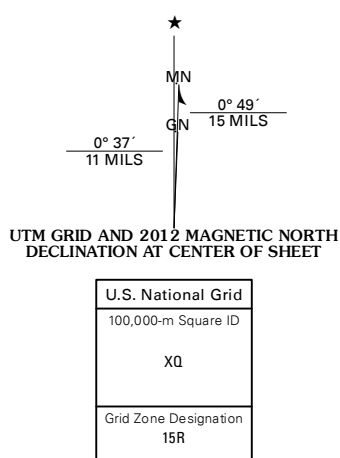 ★
MN
0° 49´
15 MILS
GN
0° 37´
11 MILS
UTM GRID AND 2012 MAGNETIC NORTH
DECLINATION AT CENTER OF SHEET
U.S. National Grid
100,000-m Square ID
XQ
Grid Zone Designation
15R